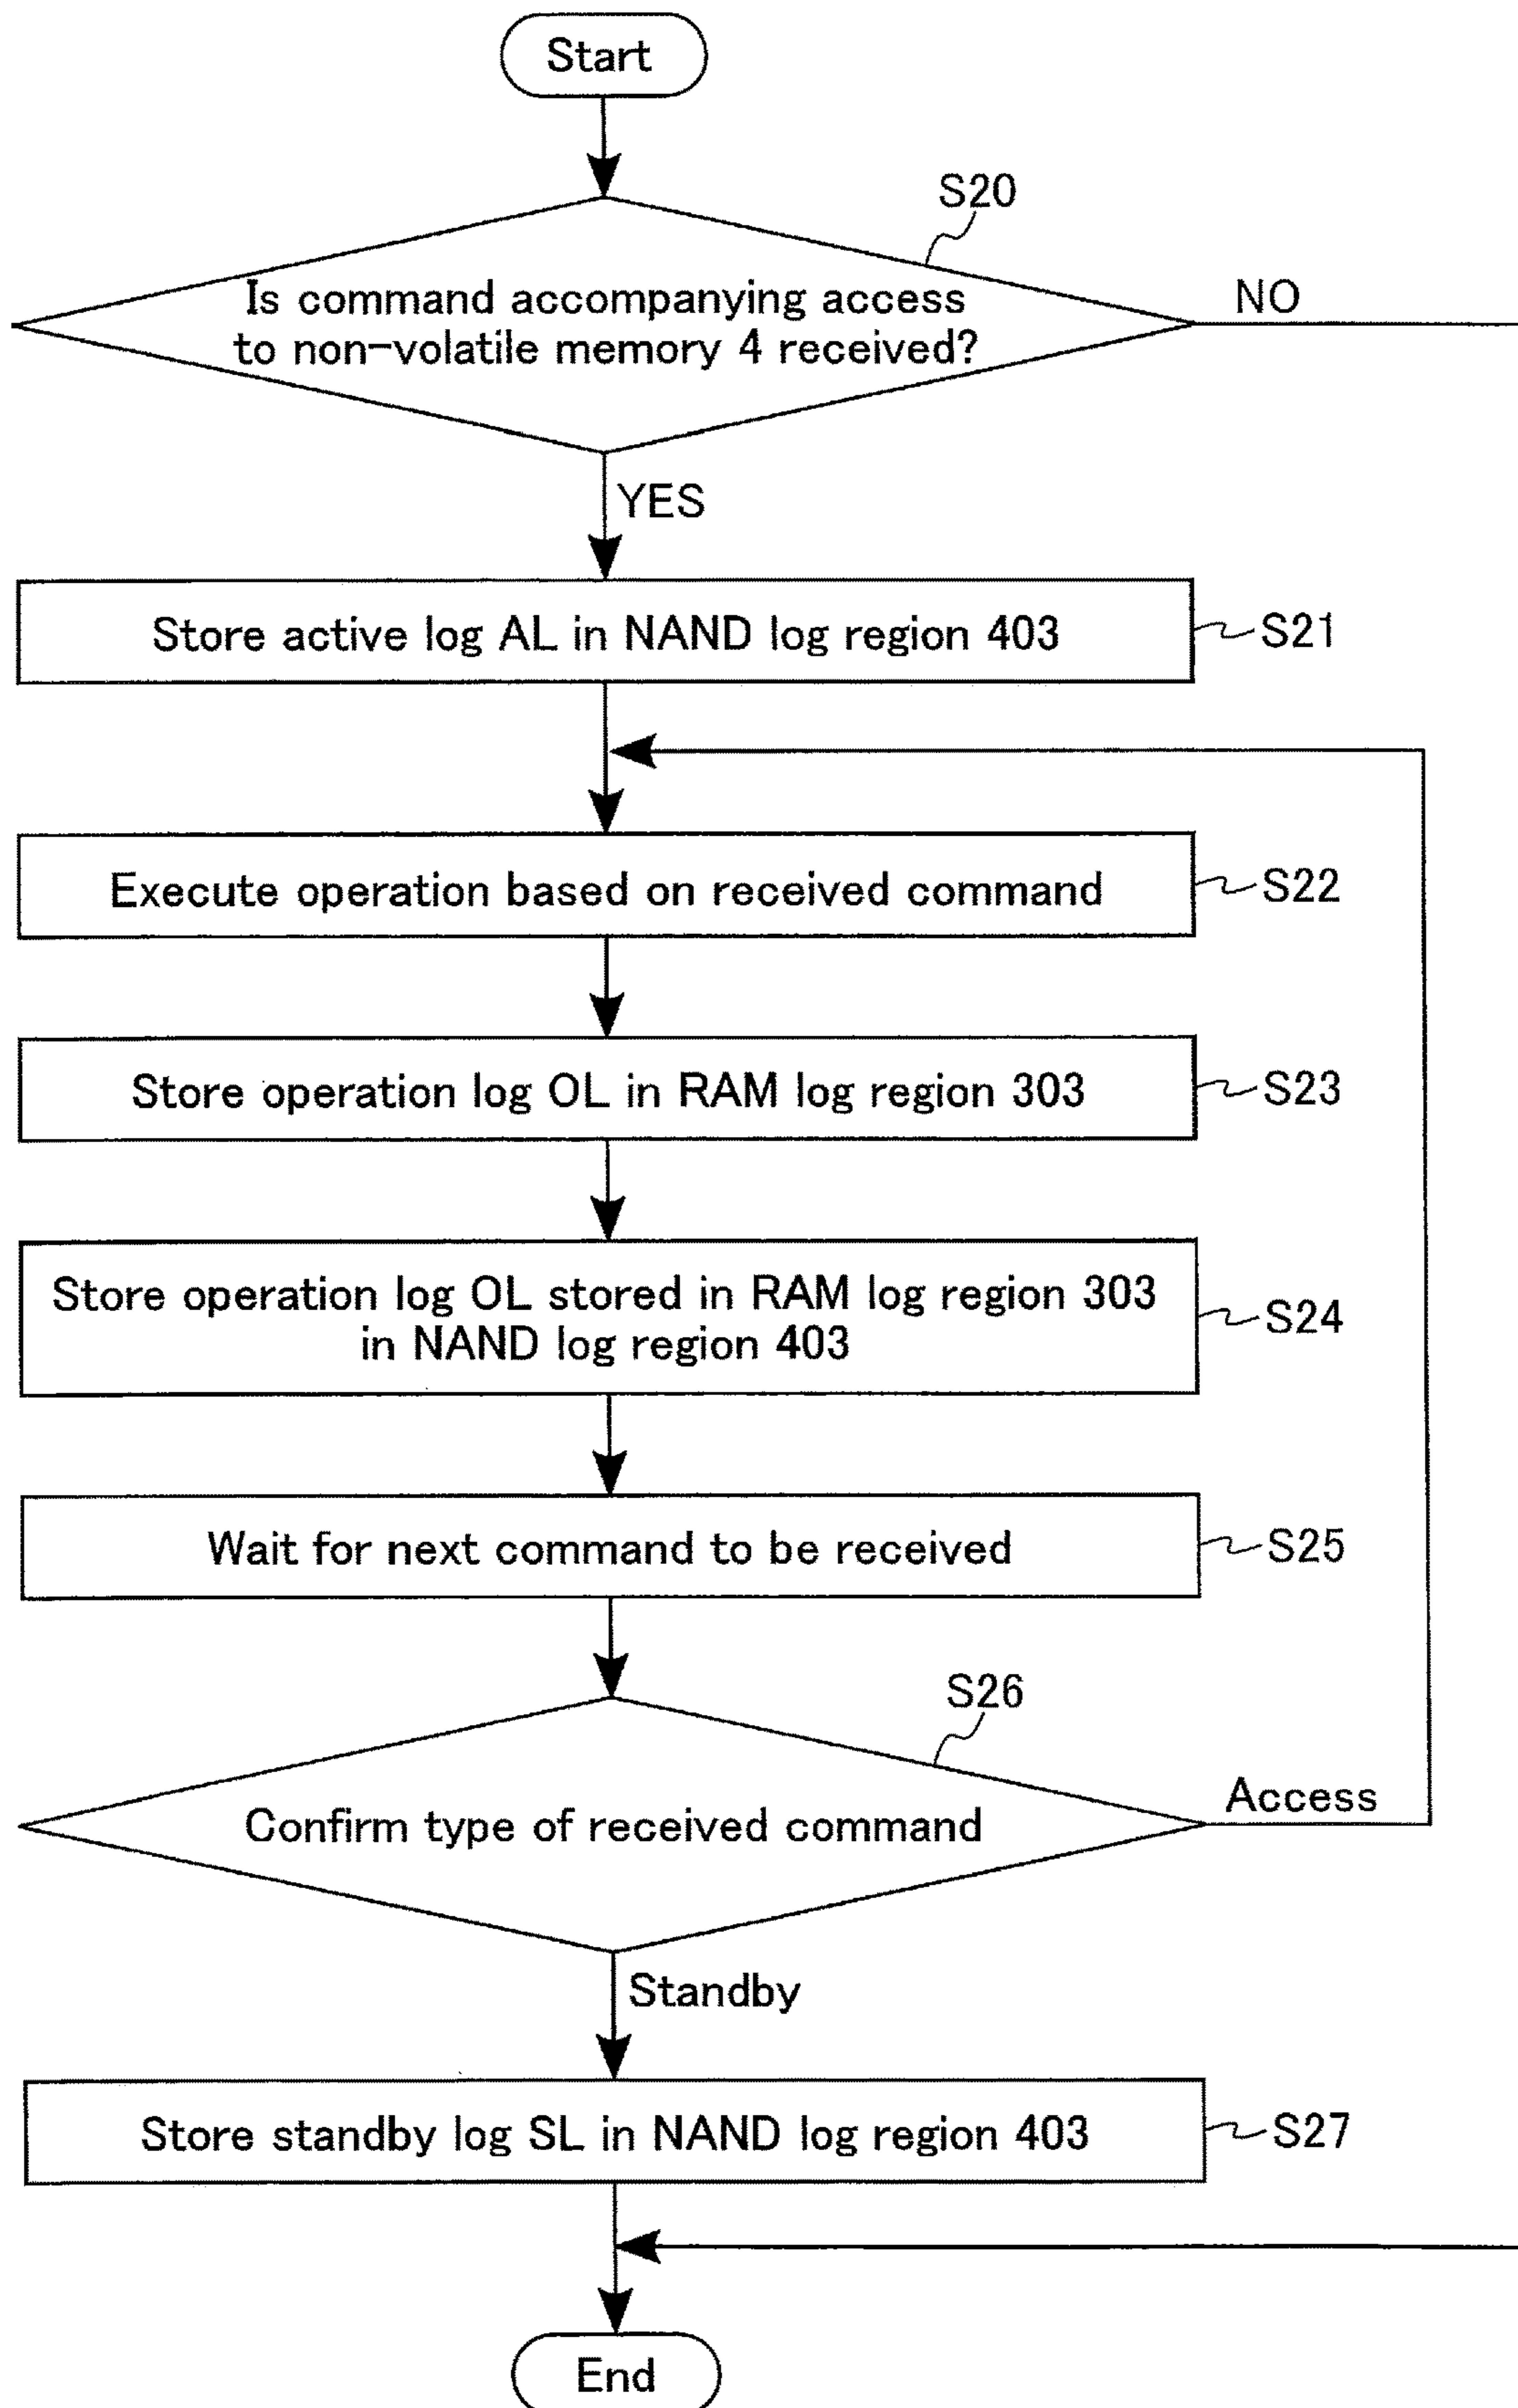 Start
S20
Is command accompanying access
to non-volatile memory 4 received?
NO
YES
Store active log AL in NAND log region 403
S21
Execute operation based on received command
S22
Store operation log OL in RAM log region 303
S23
Store operation log OL stored in RAM log region 303
in NAND log region 403
S24
Wait for next command to be received
S25
S26
Confirm type of received command
Access
Standby
Store standby log SL in NAND log region 403
S27
End